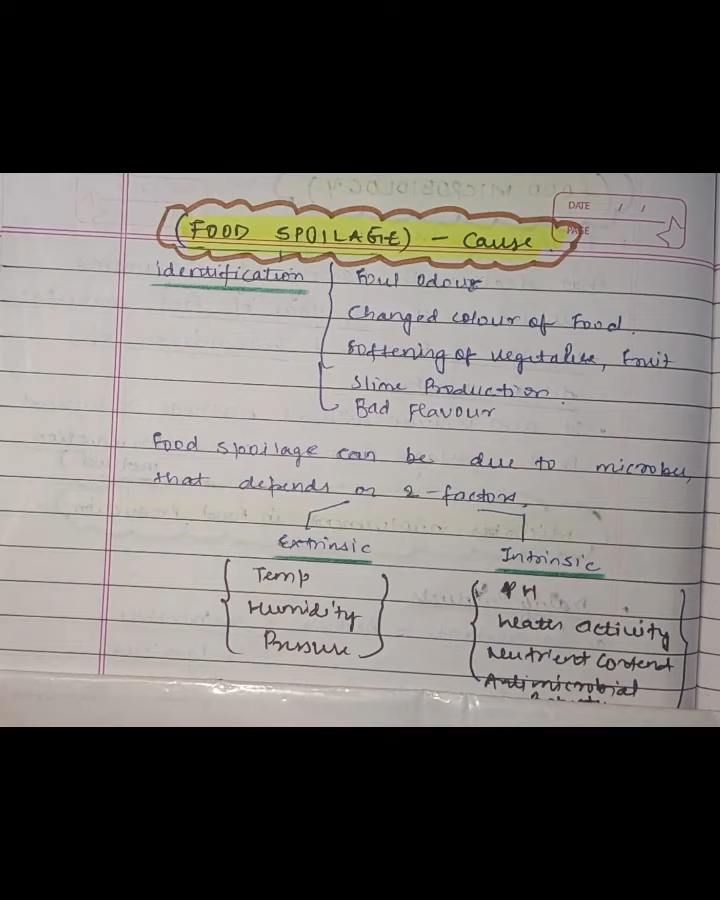 DATE / /
PAGE
(FOOD SPOILAGE) - Cause
identification
Foul odour
Changed colour of Food.
Softening of vegetables, Fruit
Slime Production.
Bad Flavour
Food spoilage can be due to microbes,
that depends on 2-factors,
Extrinsic
Intrinsic
Temp
Humidity
Pressure
PH
Water activity
Neutrient Content
Antimicrobial